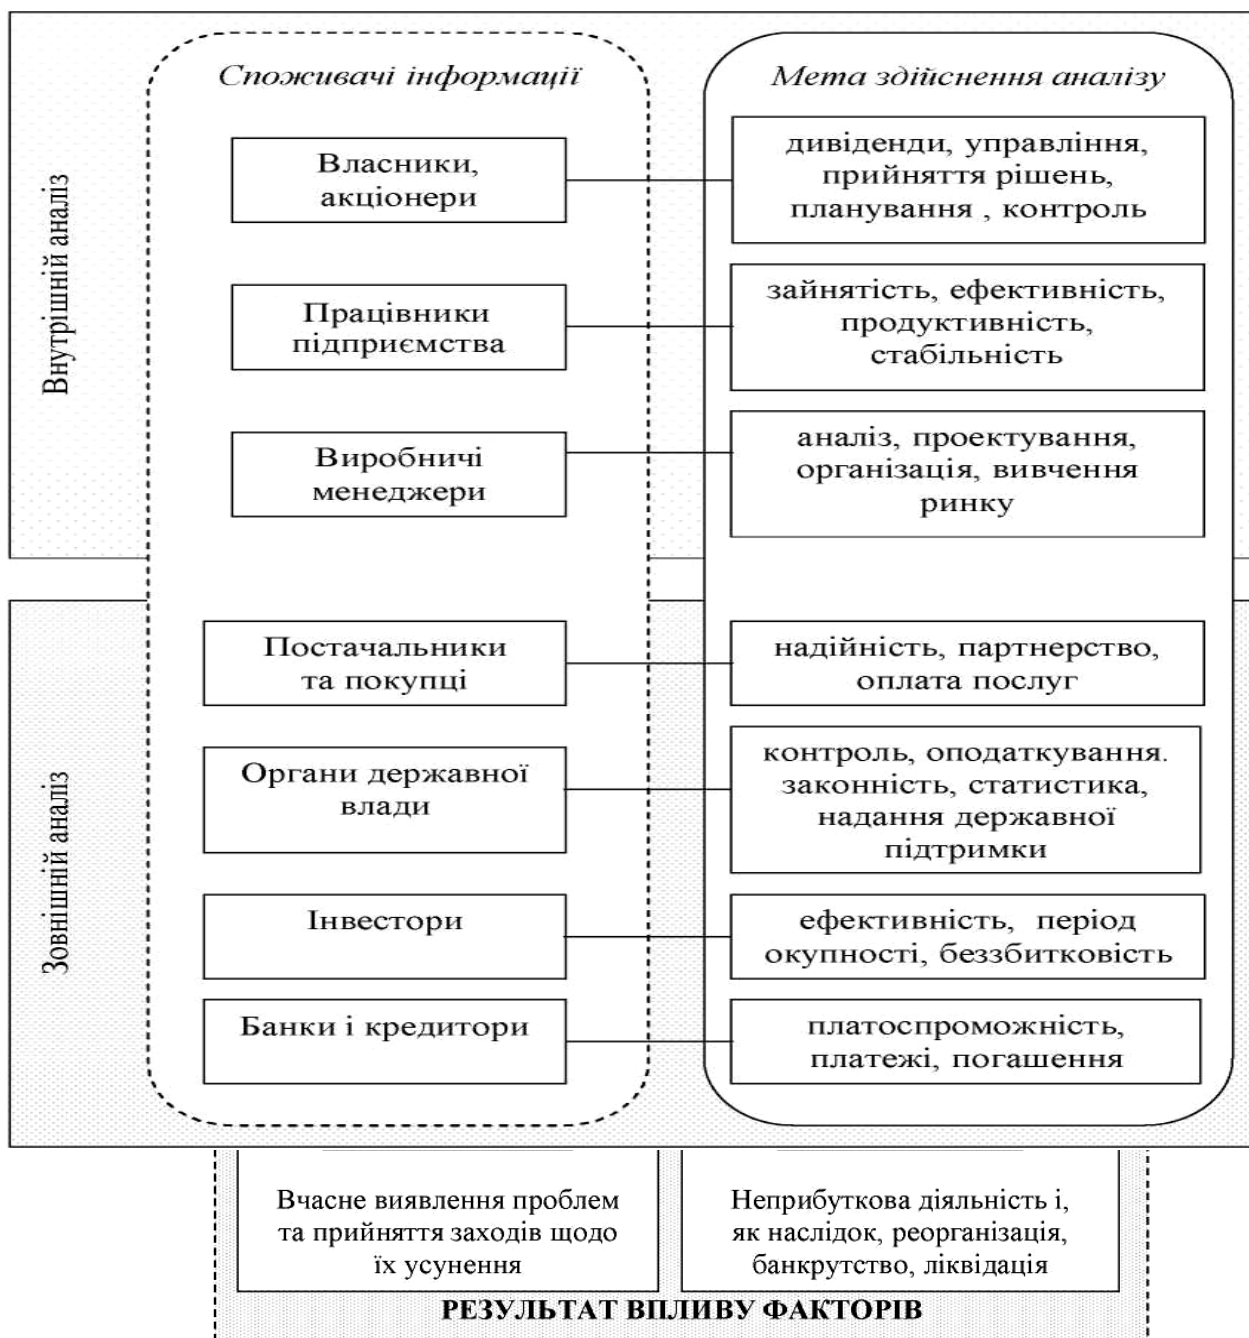 Споживачі інформації
Мета здійснення аналізу
Внутрішній аналіз
Власники,
акціонери
дивіденди, управління,
прийняття рішень,
планування , контроль
Працівники
підприємства
зайнятість, ефективність,
продуктивність,
стабільність
Виробничі
менеджери
аналіз, проектування,
організація, вивчення
ринку
Зовнішній аналіз
Постачальники
та покупці
надійність, партнерство,
оплата послуг
Органи державної
влади
контроль, оподаткування.
законність, статистика,
надання державної
підтримки
Інвестори
ефективність, період
окупності, беззбитковість
Банки і кредитори
платоспроможність,
платежі, погашення
Вчасне виявлення проблем
та прийняття заходів щодо
їх усунення
Неприбуткова діяльність і,
як наслідок, реорганізація,
банкрутство, ліквідація
РЕЗУЛЬТАТ ВПЛИВУ ФАКТОРІВ